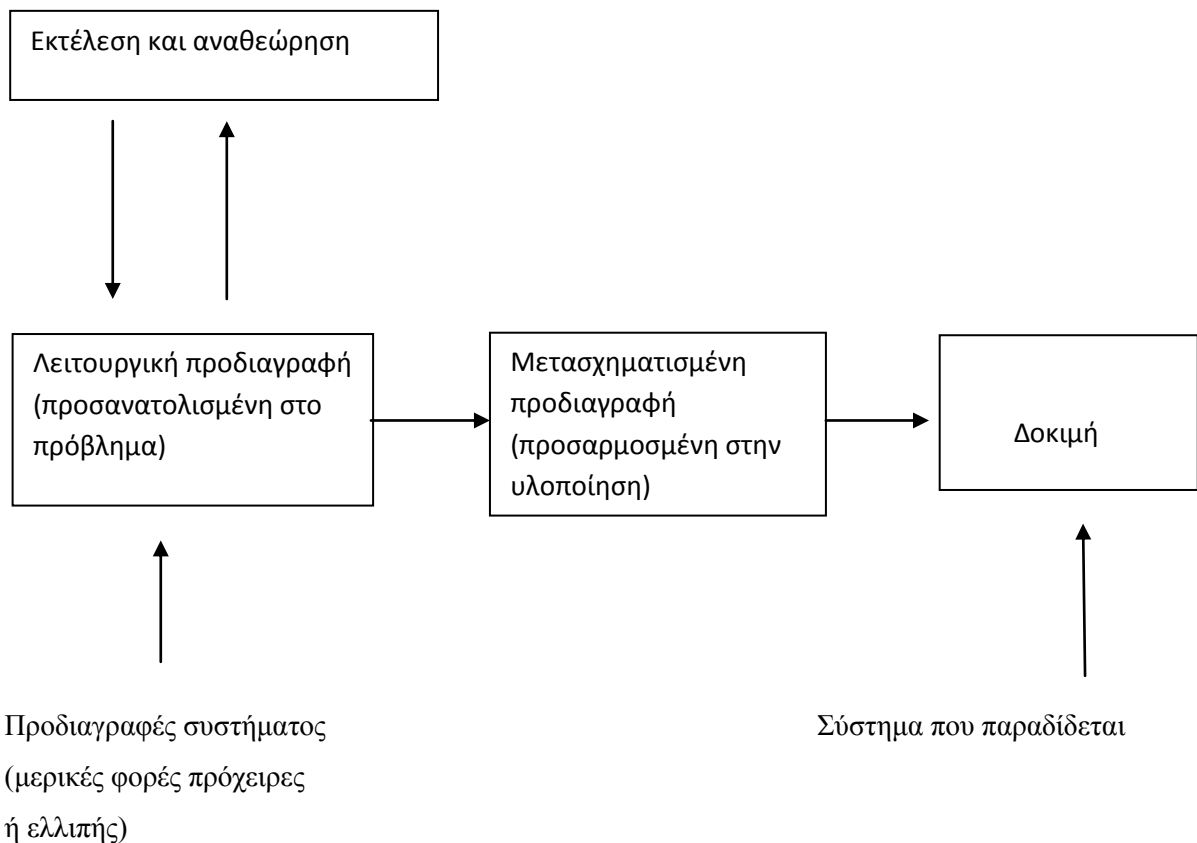 Εκτέλεση και αναθεώρηση
Λειτουργική προδιαγραφή
(προσανατολισμένη στο
πρόβλημα)
Μετασχηματισμένη
προδιαγραφή
(προσαρμοσμένη στην
υλοποίηση)
Δοκιμή
Προδιαγραφές συστήματος
(μερικές φορές πρόχειρες
ή ελλιπής)
Σύστημα που παραδίδεται